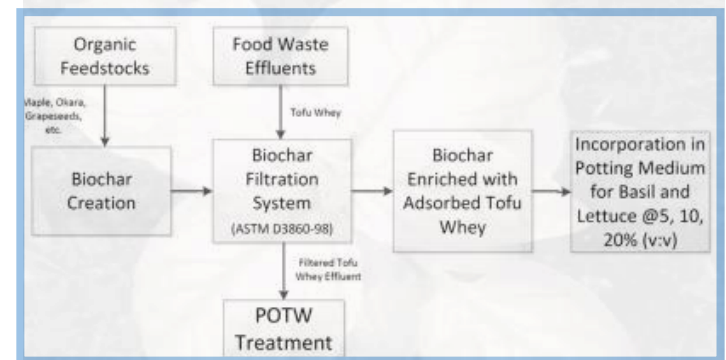 Organic
Feedstocks
Food Waste
Effluents
Maple, Okara,
Grapeseeds,
etc.
Tofu Whey
Biochar
Creation
Biochar
Filtration
System
(ASTM D3860-98)
Biochar
Enriched with
Adsorbed Tofu
Whey
Incorporation in
Potting Medium
for Basil and
Lettuce @5, 10,
20% (v:v)
Filtered Tofu
Whey Effluent
POTW
Treatment